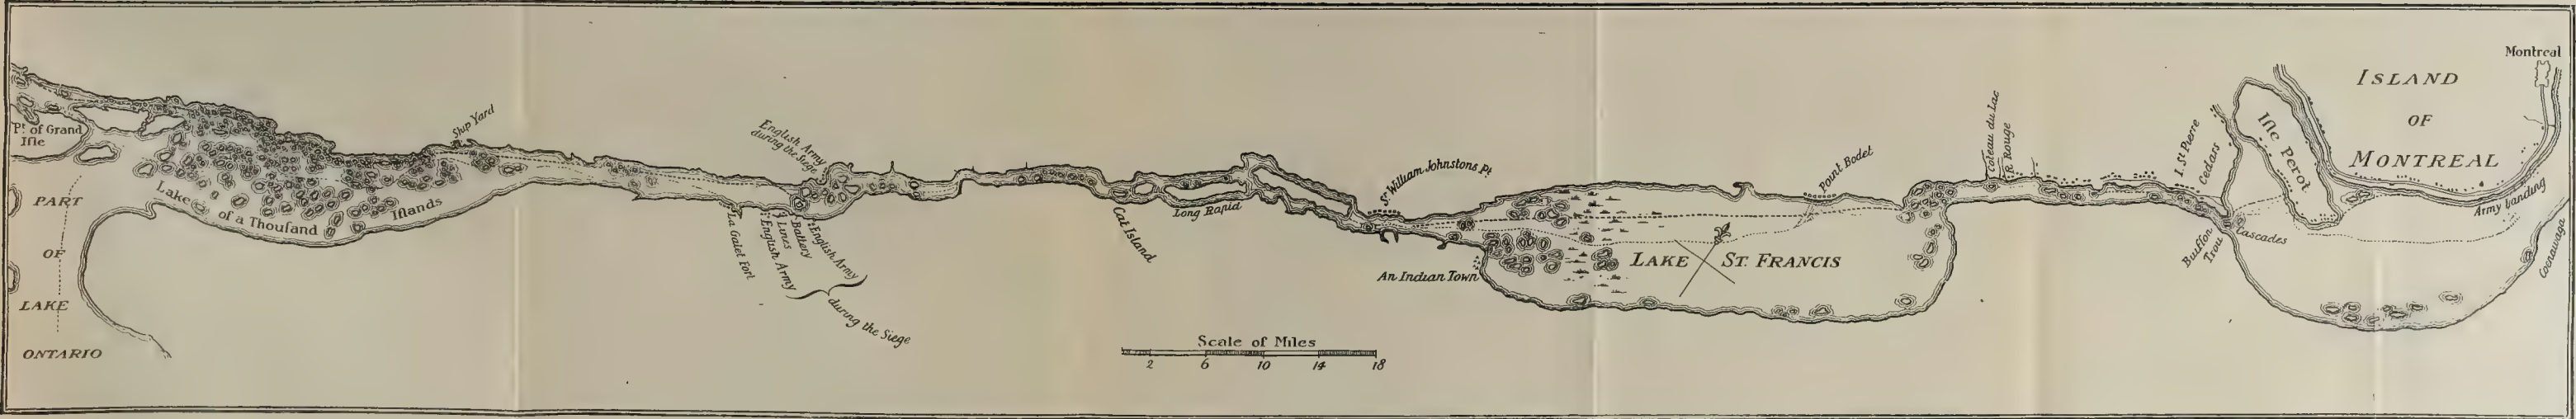 Pt. of Grand
Isle
PART
OF
LAKE
ONTARIO
Lake of a Thousand Islands
Ship Yard
English Army
during the Siege
La Galet Fort
English Army
Lines
Battery
English Army
during the Siege
Cat Island
Long Rapid
Sr. William Johnstons Pt.
An Indian Town
Scale of Miles
2 6 10 14 18
LAKE ST. FRANCIS
Point Bodet
Coteau du Lac
R. Rouge
I. St. Pierre
Cedars
Buisson
Trou
Cascades
Isle Perot
ISLAND
OF
MONTREAL
Montreal
Army Landing
Coenawago